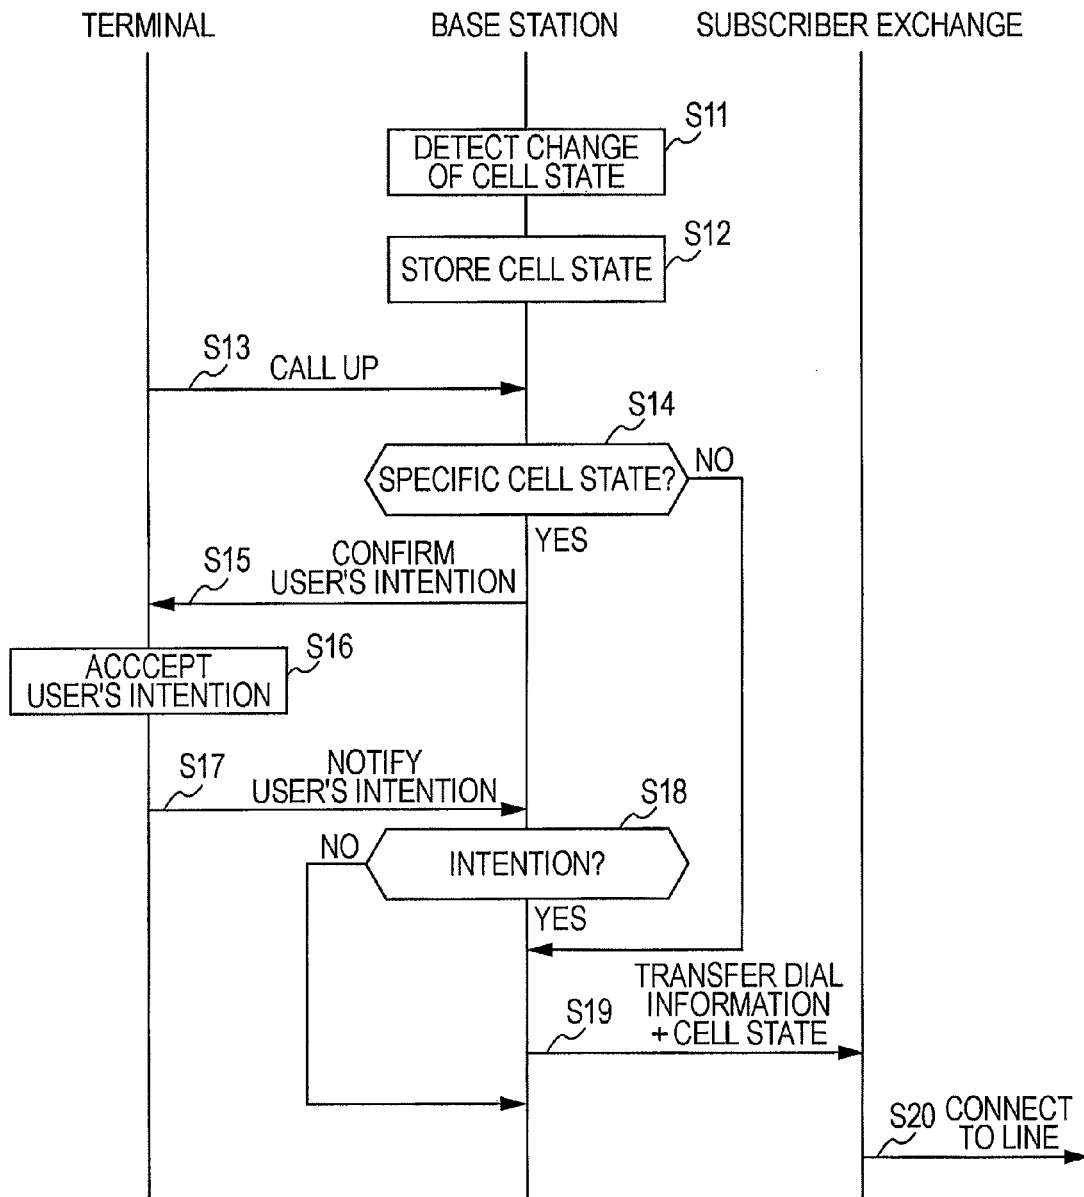 TERMINAL
BASE STATION
SUBSCRIBER EXCHANGE
S11
DETECT CHANGE
OF CELL STATE
S12
STORE CELL STATE
S13
CALL UP
S14
SPECIFIC CELL STATE?
NO
YES
S15
CONFIRM
USER'S INTENTION
S16
ACCCEPT
USER'S INTENTION
S17
NOTIFY
USER'S INTENTION
S18
NO
INTENTION?
YES
S19
TRANSFER DIAL
INFORMATION
+ CELL STATE
S20
CONNECT
TO LINE